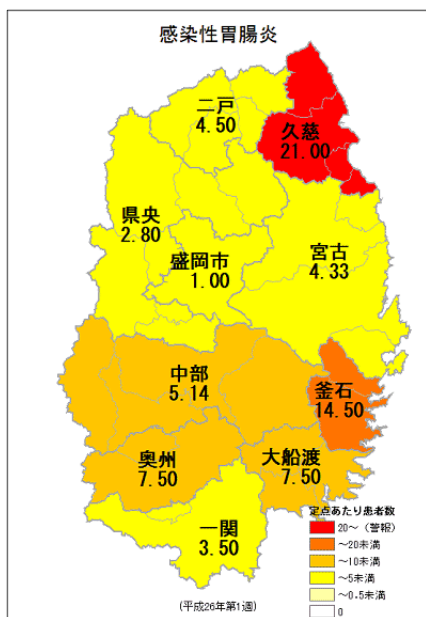 感染性胃腸炎
二戸
4.50
久慈
21.00
県央
2.80
盛岡市
1.00
宮古
4.33
中部
5.14
釜石
14.50
奥州
7.50
大船渡
7.50
一関
3.50
定点あたり患者数
20～（警報）
～20未満
～10未満
～5未満
～0.5未満
0
(平成26年第1週)